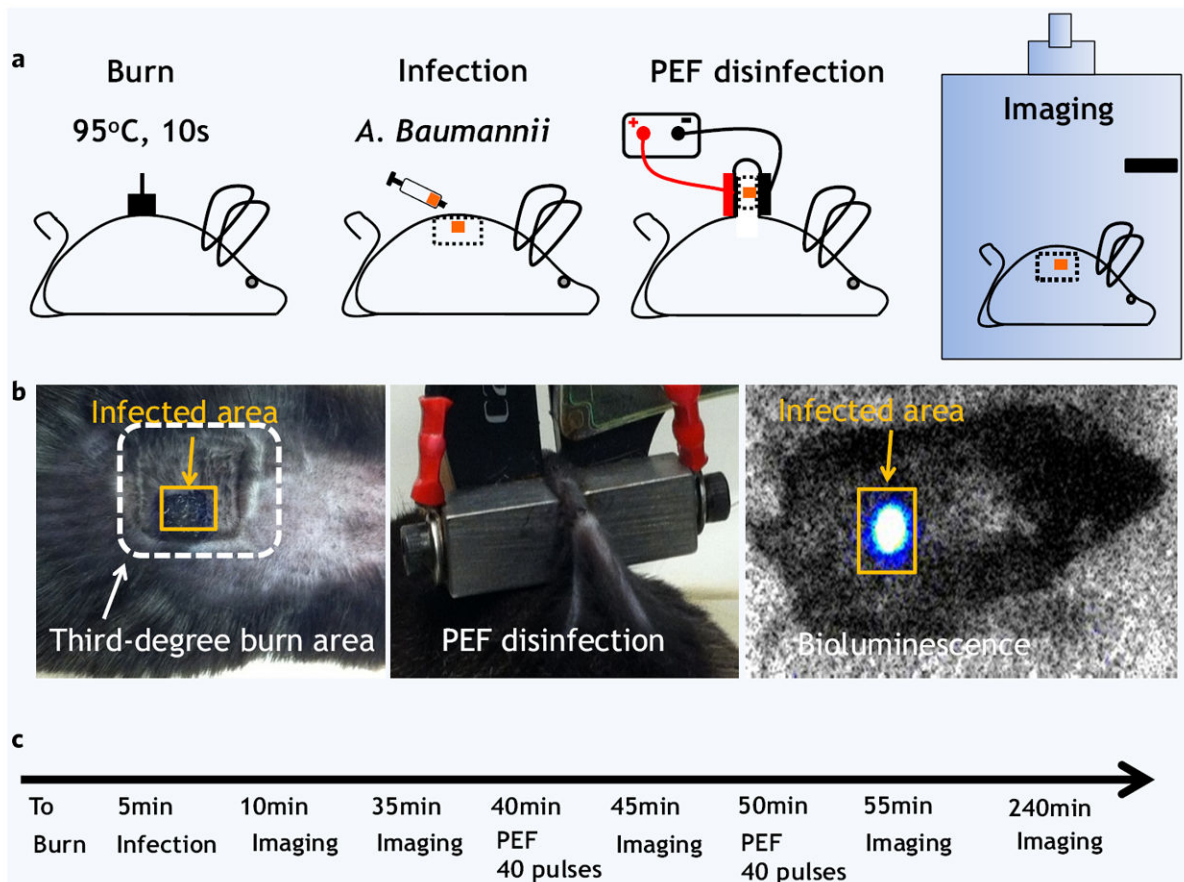 a
Burn
95°C, 10s
Infection
A. Baumannii
PEF disinfection
+ -
Imaging
b
Infected area
Third-degree burn area
PEF disinfection
Infected area
Bioluminescence
c
To 5min 10min 35min 40min 45min 50min 55min 240min
Burn Infection Imaging Imaging PEF Imaging PEF Imaging Imaging
40 pulses 40 pulses